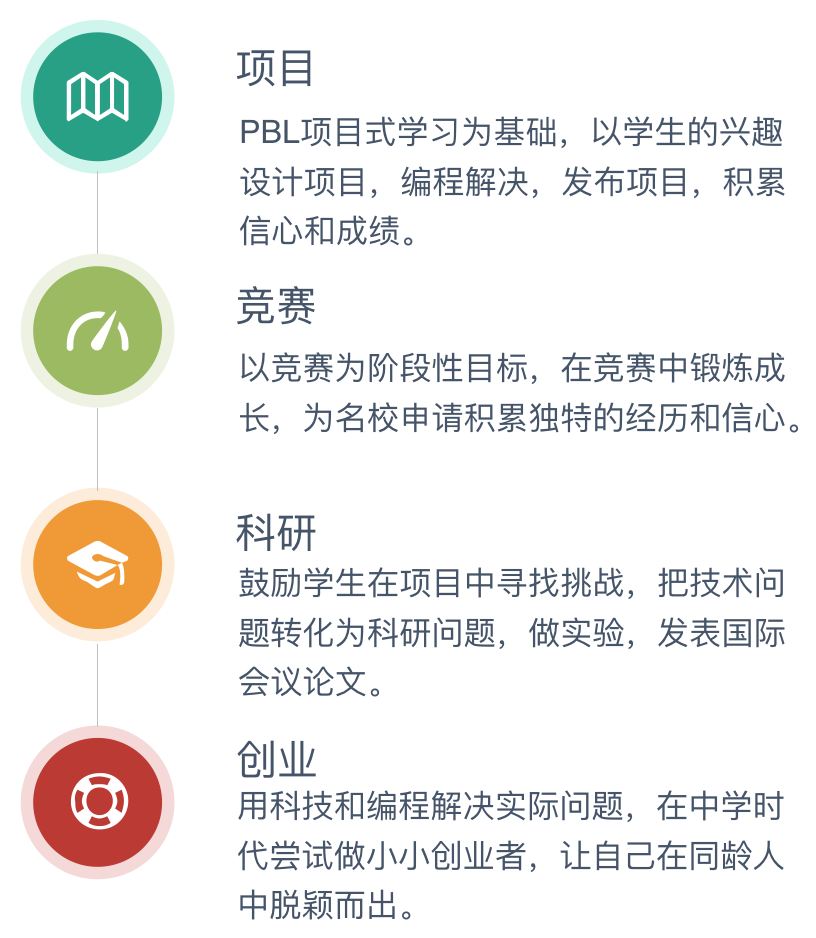 项目
PBL项目式学习为基础，以学生的兴趣
设计项目，编程解决，发布项目，积累
信心和成绩。
竞赛
以竞赛为阶段性目标，在竞赛中锻炼成
长，为名校申请积累独特的经历和信心。
科研
鼓励学生在项目中寻找挑战，把技术问
题转化为科研问题，做实验，发表国际
会议论文。
创业
用科技和编程解决实际问题，在中学时
代尝试做小小创业者，让自己在同龄人
中脱颖而出。